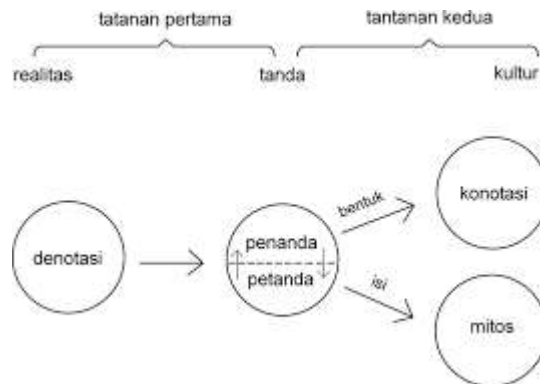 tatanan pertama
tantanan kedua
realitas
tanda
kultur
denotasi
penanda
petanda
bentuk
isi
konotasi
mitos